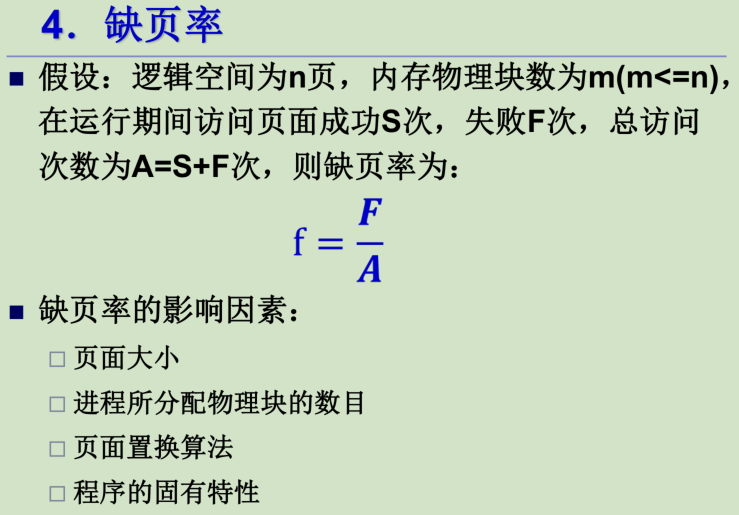 4．缺页率
■ 假设：逻辑空间为n页，内存物理块数为m(m<=n)，
在运行期间访问页面成功S次，失败F次，总访问
次数为A=S+F次，则缺页率为：
f = F/A
■ 缺页率的影响因素：
□ 页面大小
□ 进程所分配物理块的数目
□ 页面置换算法
□ 程序的固有特性